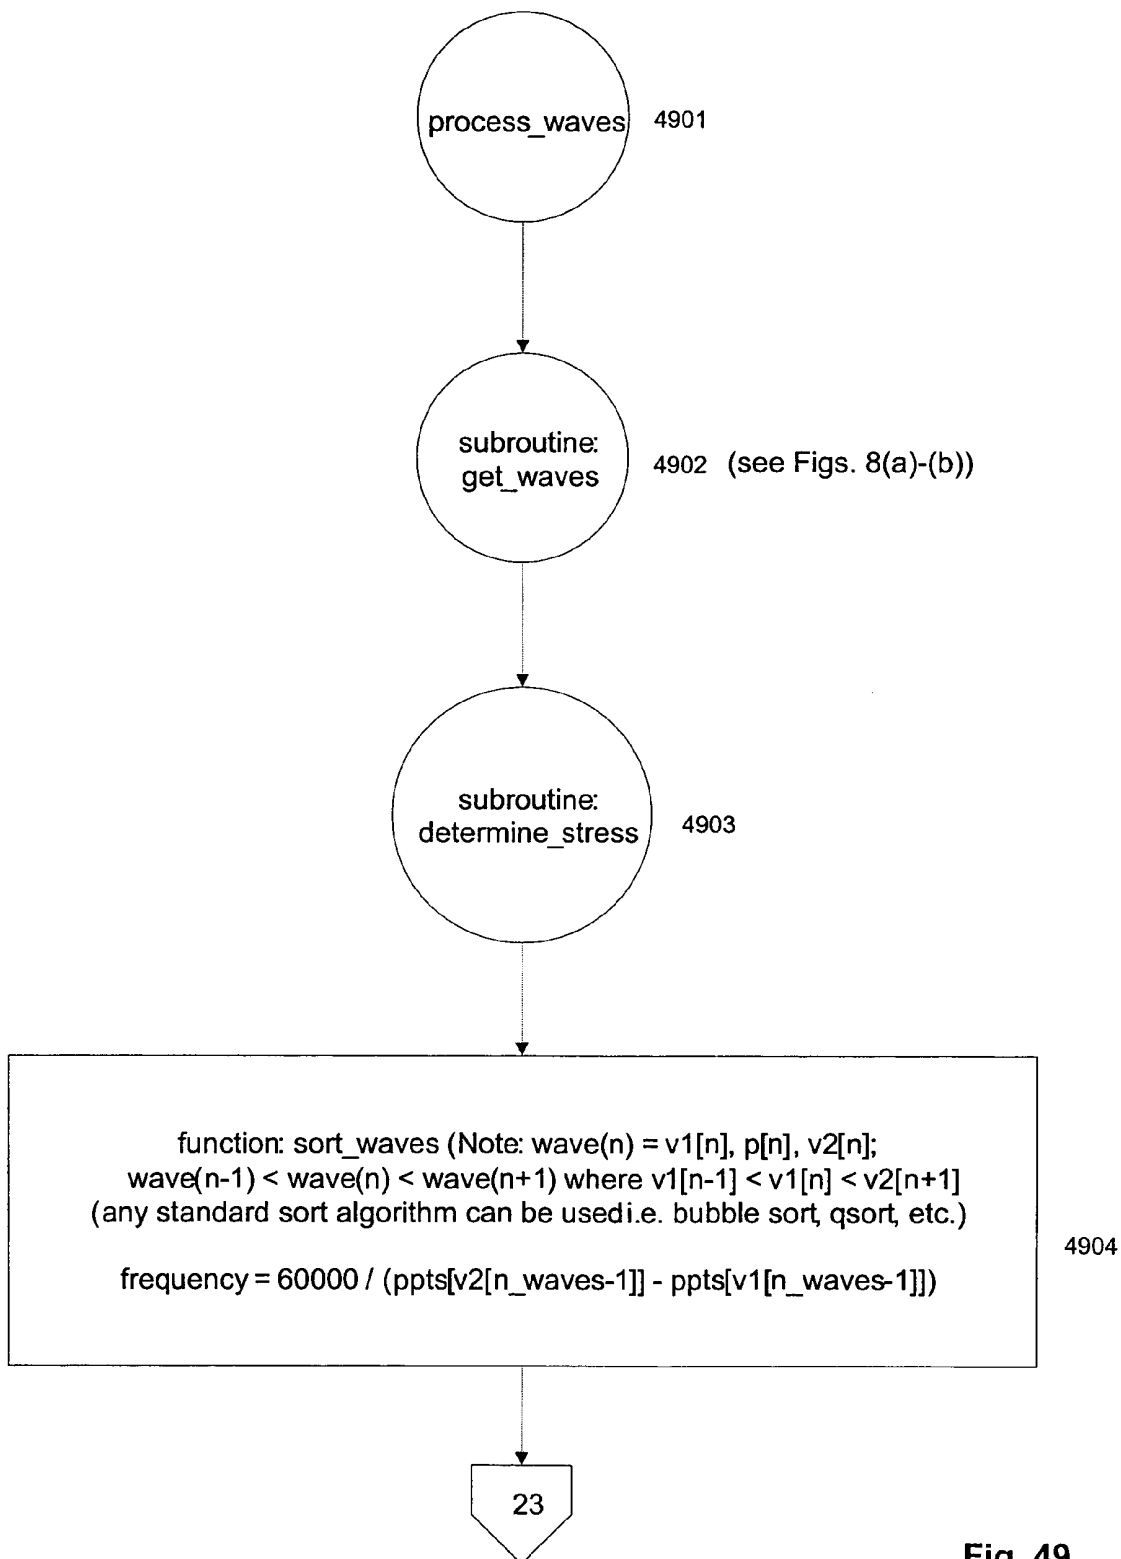 process_waves 4901
subroutine:
get_waves
4902 (see Figs. 8(a)-(b))
subroutine:
determine_stress
4903
function: sort_waves (Note: wave(n) = v1[n], p[n], v2[n];
wave(n-1) < wave(n) < wave(n+1) where v1[n-1] < v1[n] < v2[n+1]
(any standard sort algorithm can be usedi.e. bubble sort, qsort, etc.)
4904
frequency = 60000 / (ppts[v2[n_waves-1]] - ppts[v1[n_waves-1]])
23
Fig. 49